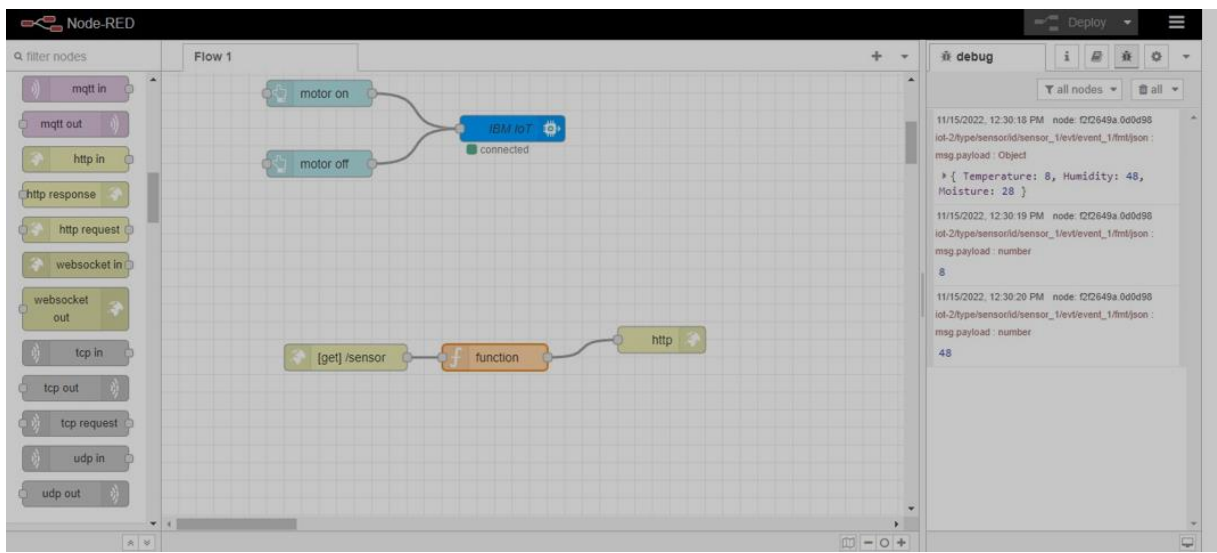 Node-RED
Deploy
filter nodes
mqtt in
mqtt out
http in
http response
http request
websocket in
websocket
out
tcp in
tcp out
tcp request
udp in
udp out
Flow 1
motor on
motor off
IBM IoT
connected
[get] /sensor
f
function
http
debug
i
all nodes
all
11/15/2022, 12:30:18 PM node: f2f2649a.0d0d98
iot-2/type/sensor/id/sensor_1/evt/event_1/fmt/json :
msg.payload : Object
{ Temperature: 8, Humidity: 48,
Moisture: 28 }
11/15/2022, 12:30:19 PM node: f2f2649a.0d0d98
iot-2/type/sensor/id/sensor_1/evt/event_1/fmt/json :
msg.payload : number
8
11/15/2022, 12:30:20 PM node: f2f2649a.0d0d98
iot-2/type/sensor/id/sensor_1/evt/event_1/fmt/json :
msg.payload : number
48